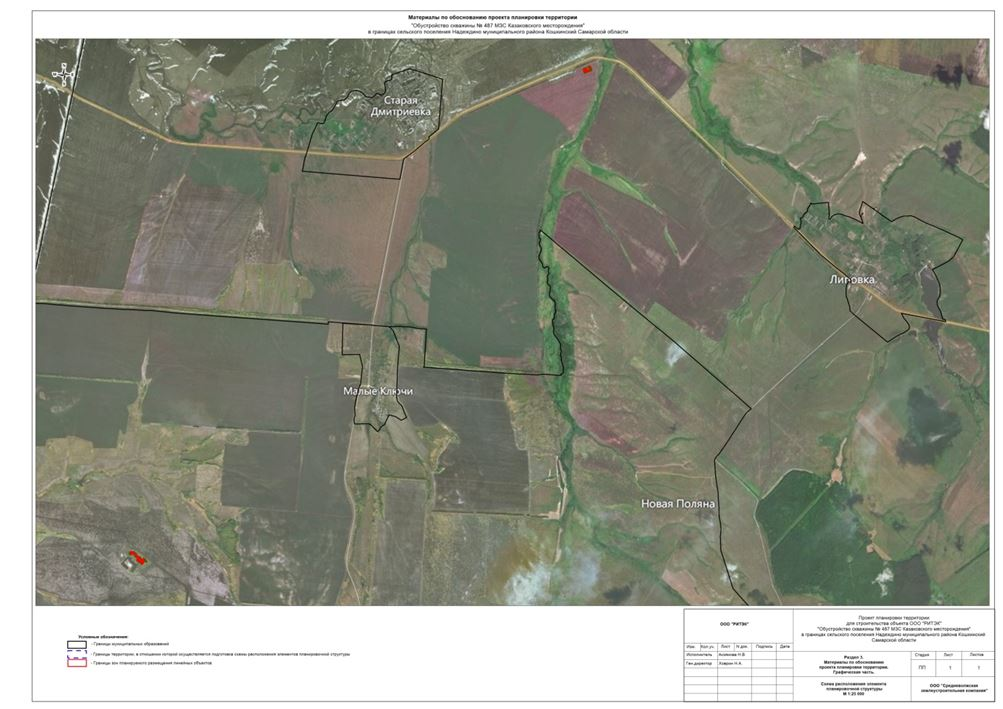 Материалы по обоснованию проекта планировки территории
"Обустройство скважины № 487 МЗС Казаковского месторождения"
в границах сельского поселения Надеждино муниципального района Кошкинский Самарской области
Старая
Дмитриевка
Липовка
Малые Ключи
Новая Поляна
Условные обозначения:
- Границы муниципальных образований
- Границы территории, в отношении которой осуществляется подготовка схемы расположения элементов планировочной структуры
- Границы зон планируемого размещения линейных объектов
ООО "РИТЭК"
Проект планировки территории
для строительства объекта ООО "РИТЭК"
"Обустройство скважины № 487 МЗС Казаковского месторождения"
в границах сельского поселения Надеждино муниципального района Кошкинский
Самарской области
Изм. Кол.уч. Лист N док. Подпись Дата
Исполнитель Аксенова Н.В
Ген.директор Ховрин Н.А.
Раздел 3.
Материалы по обоснованию
проекта планировки территории.
Графическая часть.
Стадия Лист Листов
ПП 1 1
Схема расположения элемента
планировочной структуры
М 1:25 000
ООО "Средневолжская
землеустроительная компания"